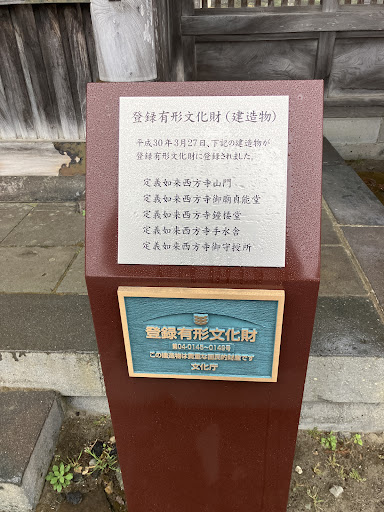 登録有形文化財（建造物）
平成30年3月27日、下記の建造物が
登録有形文化財に登録されました。
定義如来西方寺山門
定義如来西方寺御廟貞能堂
定義如来西方寺鐘楼堂
定義如来西方寺手水舎
定義如来西方寺御守授所
登録有形文化財
第04-0145～0149号
この建造物は貴重な国民的財産です
文化庁